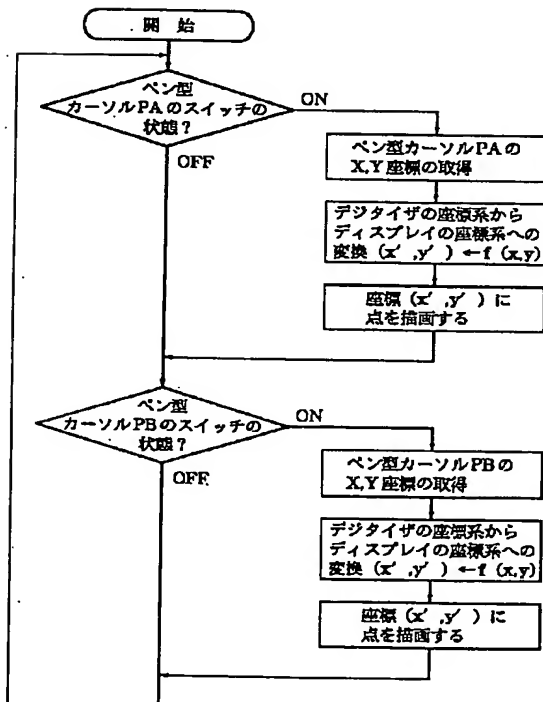 開 始
ペン型
カーソルPAのスイッチの
状態？
ON
OFF
ペン型カーソルPAの
X,Y座標の取得
デジタイザの座標系から
ディスプレイの座標系への
変換（x′,y′）←f（x,y）
座標（x′,y′）に
点を描画する
ペン型
カーソルPBのスイッチの
状態？
ON
OFF
ペン型カーソルPBの
X,Y座標の取得
デジタイザの座標系から
ディスプレイの座標系への
変換（x′,y′）←f（x,y）
座標（x′,y′）に
点を描画する